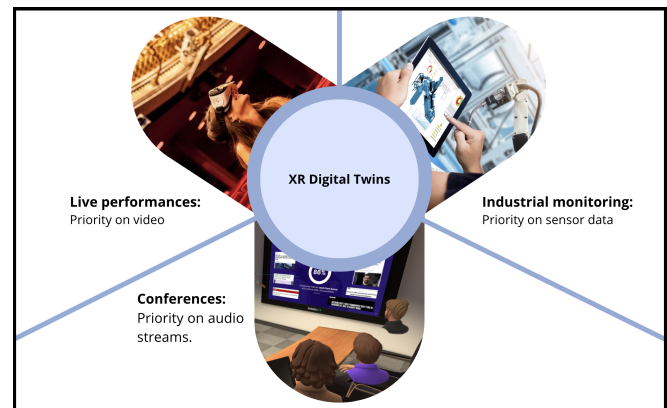 XR Digital Twins
Live performances:
Priority on video
Industrial monitoring:
Priority on sensor data
Conferences:
Priority on audio
streams.
86%